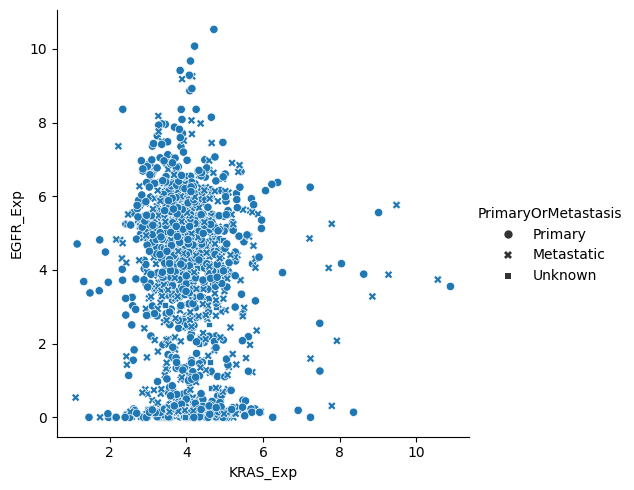 10
8
6
4
2
0
EGFR_Exp
2
4
6
8
10
KRAS_Exp
PrimaryOrMetastasis
Primary
Metastatic
Unknown